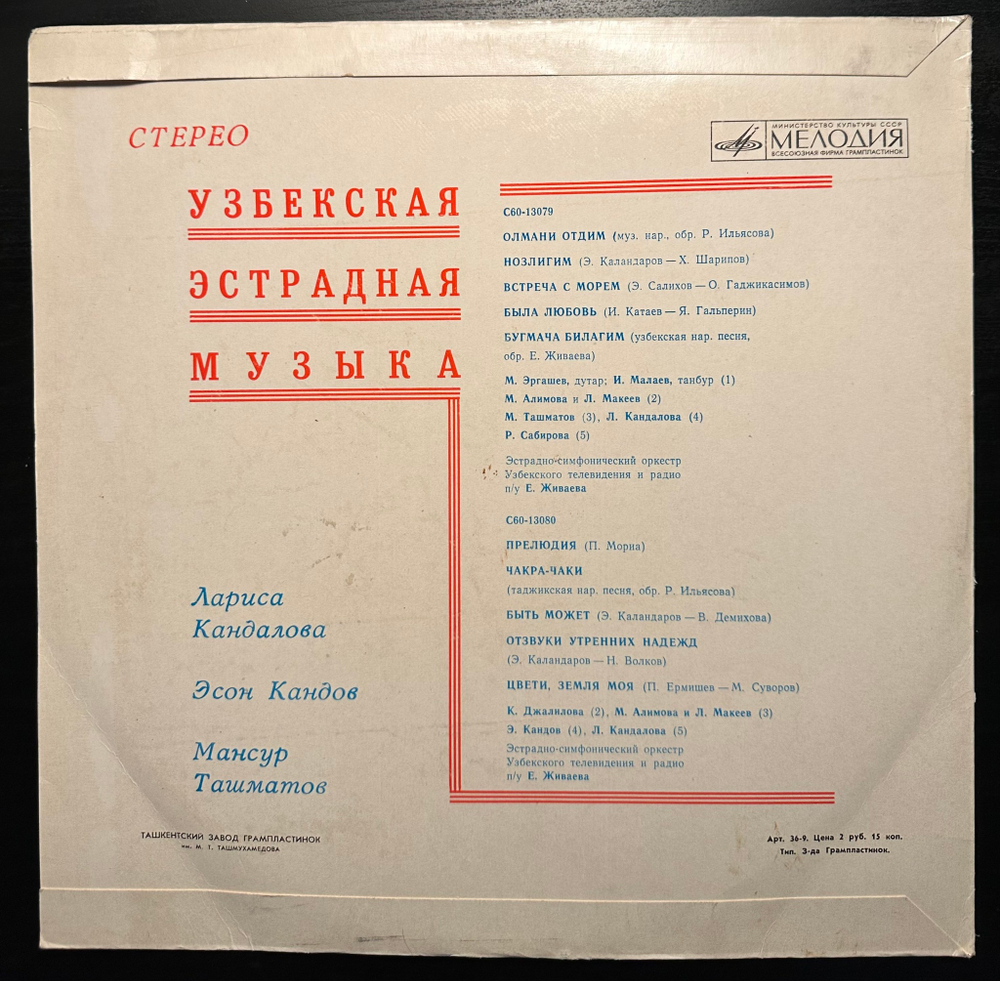 СТЕРЕО
МИНИСТЕРСТВО КУЛЬТУРЫ СССР
МЕЛОДИЯ
ВСЕСОЮЗНАЯ ФИРМА ГРАМПЛАСТИНОК
УЗБЕКСКАЯ
ЭСТРАДНАЯ
МУЗЫКА
С60-13079
ОЛМАНИ ОТДИМ (муз. нар., обр. Р. Ильясова)
НОЗЛИГИМ (Э. Каландаров — Х. Шарипов)
ВСТРЕЧА С МОРЕМ (Э. Салихов — О. Гаджикасимов)
БЫЛА ЛЮБОВЬ (И. Катаев — Я. Гальперин)
БУГМАЧА БИЛАГИМ (узбекская нар. песня,
обр. Е. Живаева)
М. Эргашев, дутар; И. Малаев, танбур (1)
М. Алимова и Л. Макеев (2)
М. Ташматов (3), Л. Кандалова (4)
Р. Сабирова (5)
Эстрадно-симфонический оркестр
Узбекского телевидения и радио
п/у Е. Живаева
С60-13080
ПРЕЛЮДИЯ (П. Мориа)
ЧАКРА-ЧАКИ
(таджикская нар. песня, обр. Р. Ильясова)
БЫТЬ МОЖЕТ (Э. Каландаров — В. Демихова)
ОТЗВУКИ УТРЕННИХ НАДЕЖД
(Э. Каландаров — Н. Волков)
ЦВЕТИ, ЗЕМЛЯ МОЯ (П. Ермишев — М. Суворов)
К. Джалилова (2), М. Алимова и Л. Макеев (3)
Э. Кандов (4), Л. Кандалова (5)
Эстрадно-симфонический оркестр
Узбекского телевидения и радио
п/у Е. Живаева
Лариса
Кандалова
Эсон Кандов
Мансур
Ташматов
ТАШКЕНТСКИЙ ЗАВОД ГРАМПЛАСТИНОК
им. М. Т. ТАШМУХАМЕДОВА
Арт. 36-9. Цена 2 руб. 15 коп.
Тип. З-да Грампластинок.